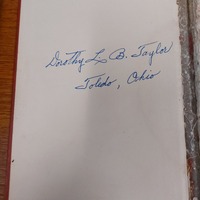 Dorothy L. B. Taylor
Toledo, Ohio